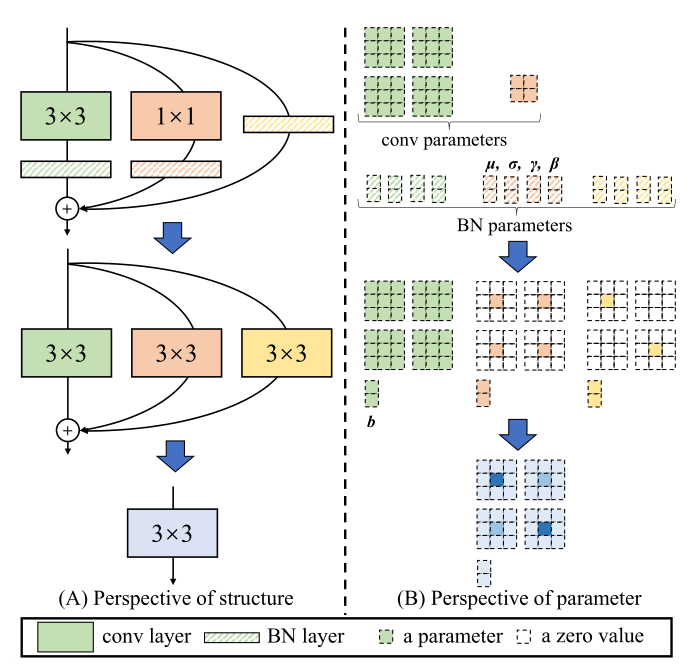 3×3
1×1
+
3×3
3×3
3×3
+
3×3
(A) Perspective of structure
conv parameters
μ, σ, γ, β
BN parameters
b
(B) Perspective of parameter
conv layer
BN layer
a parameter
a zero value